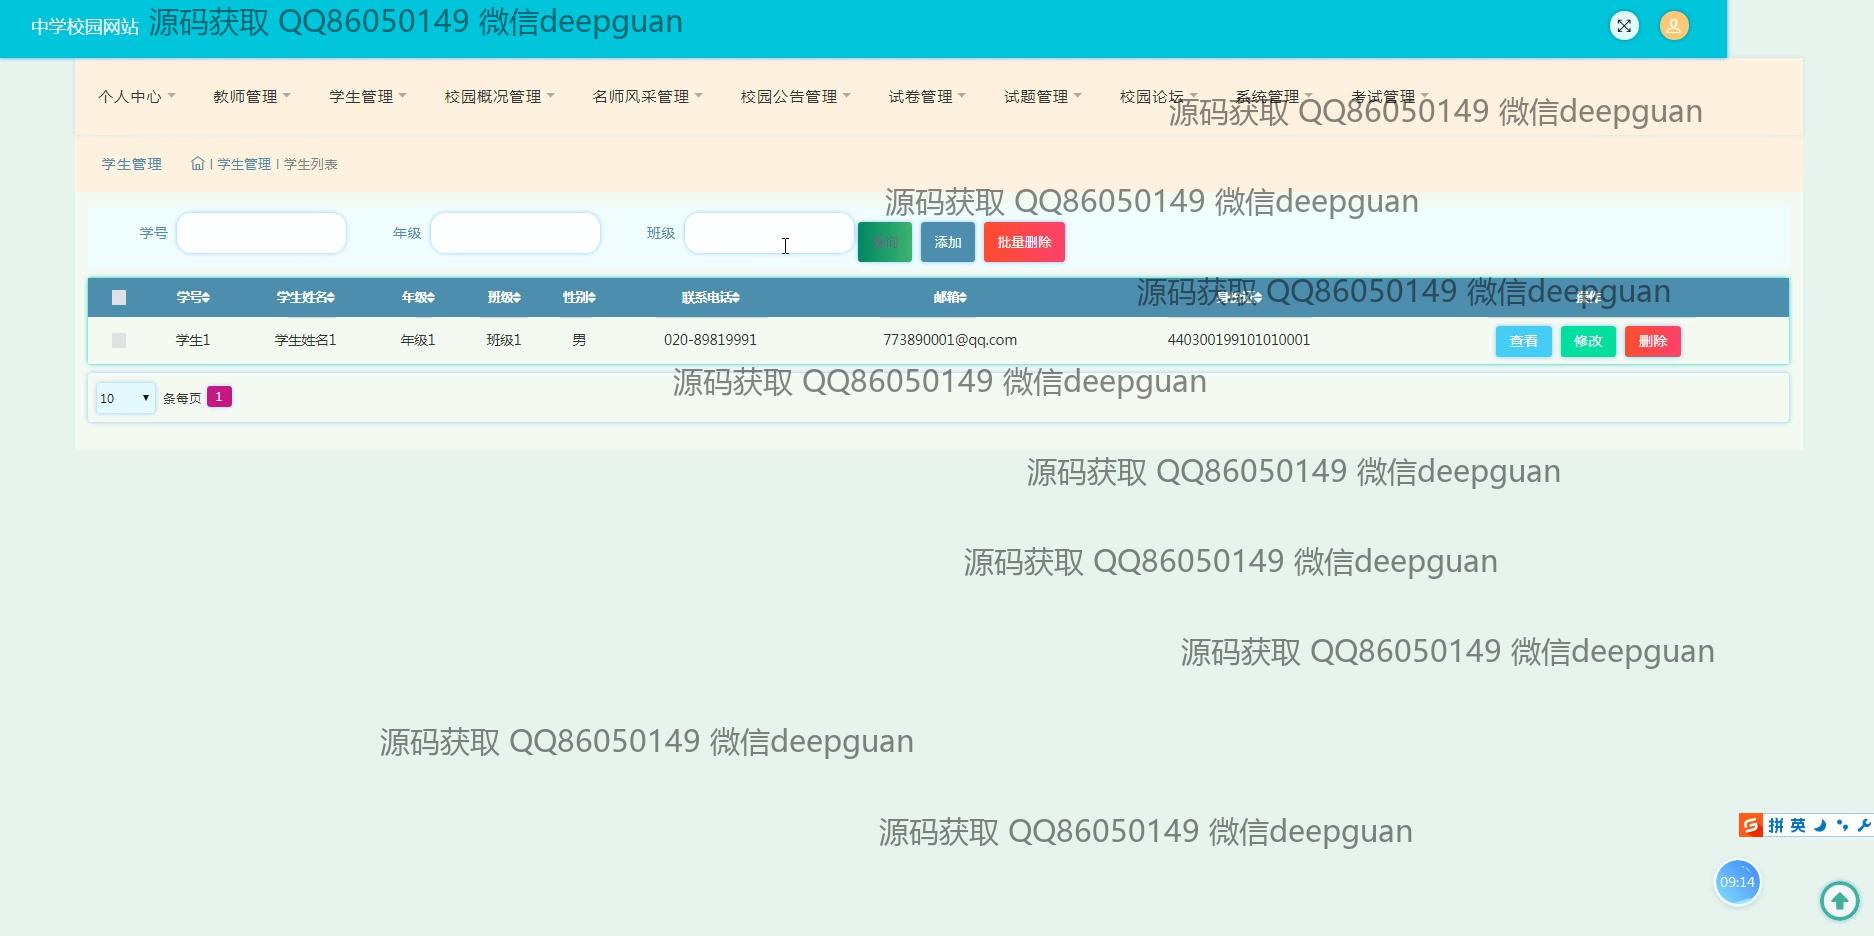 中学校园网站 源码获取 QQ86050149 微信deepguan
个人中心 教师管理 学生管理 校园概况管理 名师风采管理 校园公告管理 试卷管理 试题管理 校园论坛 系统管理 考试管理
源码获取 QQ86050149 微信deepguan
学生管理 学生管理 学生列表
源码获取 QQ86050149 微信deepguan
学号 年级 班级 查询 添加 批量删除
学号 学生姓名 年级 班级 性别 联系电话 邮箱 身份证 操作
源码获取 QQ86050149 微信deepguan
学生1 学生姓名1 年级1 班级1 男 020-89819991 773890001@qq.com 440300199101010001 查看 修改 删除
源码获取 QQ86050149 微信deepguan
10 条每页 1
源码获取 QQ86050149 微信deepguan
源码获取 QQ86050149 微信deepguan
源码获取 QQ86050149 微信deepguan
源码获取 QQ86050149 微信deepguan
源码获取 QQ86050149 微信deepguan
拼 英
09:14